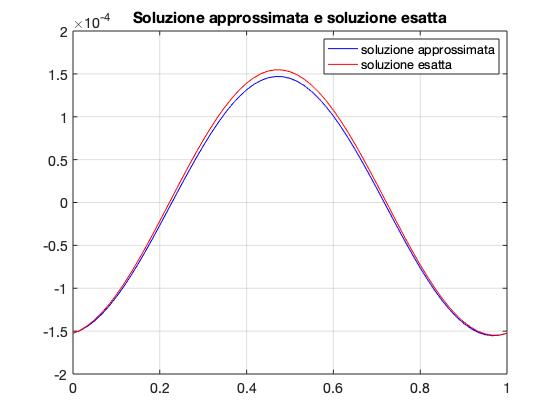 Soluzione approssimata e soluzione esatta
×10-4
soluzione approssimata
soluzione esatta
2
1.5
1
0.5
0
-0.5
-1
-1.5
-2
0 0.2 0.4 0.6 0.8 1